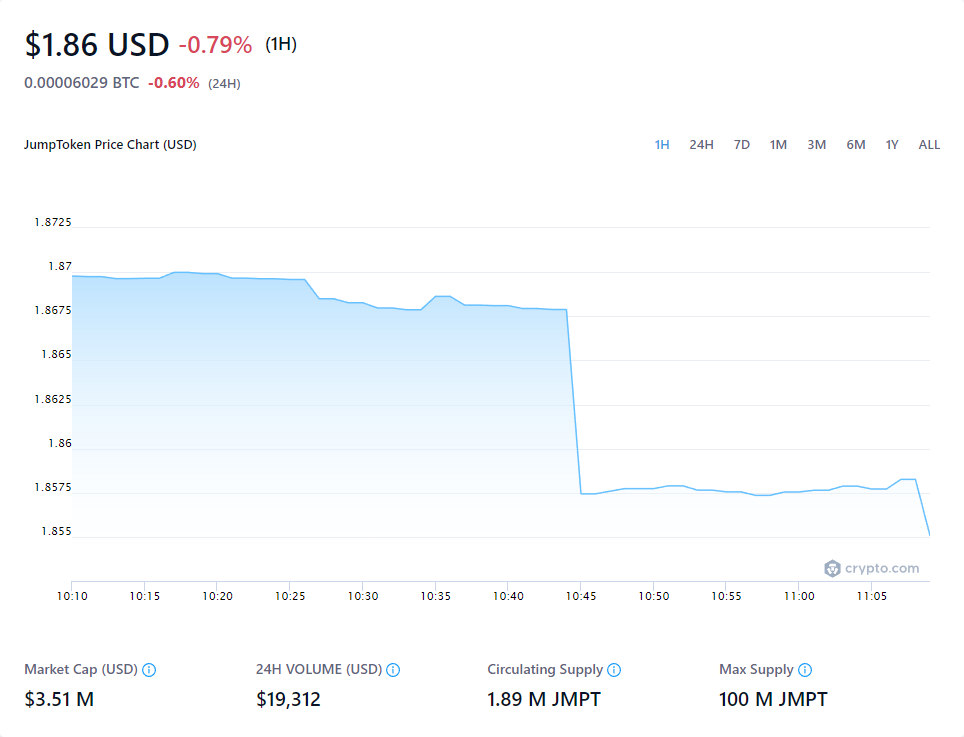 $1.86 USD -0.79% (1H)
0.00006029 BTC -0.60% (24H)
JumpToken Price Chart (USD) 1H 24H 7D 1M 3M 6M 1Y ALL
1.8725
1.87
1.8675
1.865
1.8625
1.86
1.8575
1.855
crypto.com
10:10 10:15 10:20 10:25 10:30 10:35 10:40 10:45 10:50 10:55 11:00 11:05
Market Cap (USD) 24H VOLUME (USD) Circulating Supply Max Supply
$3.51 M $19,312 1.89 M JMPT 100 M JMPT